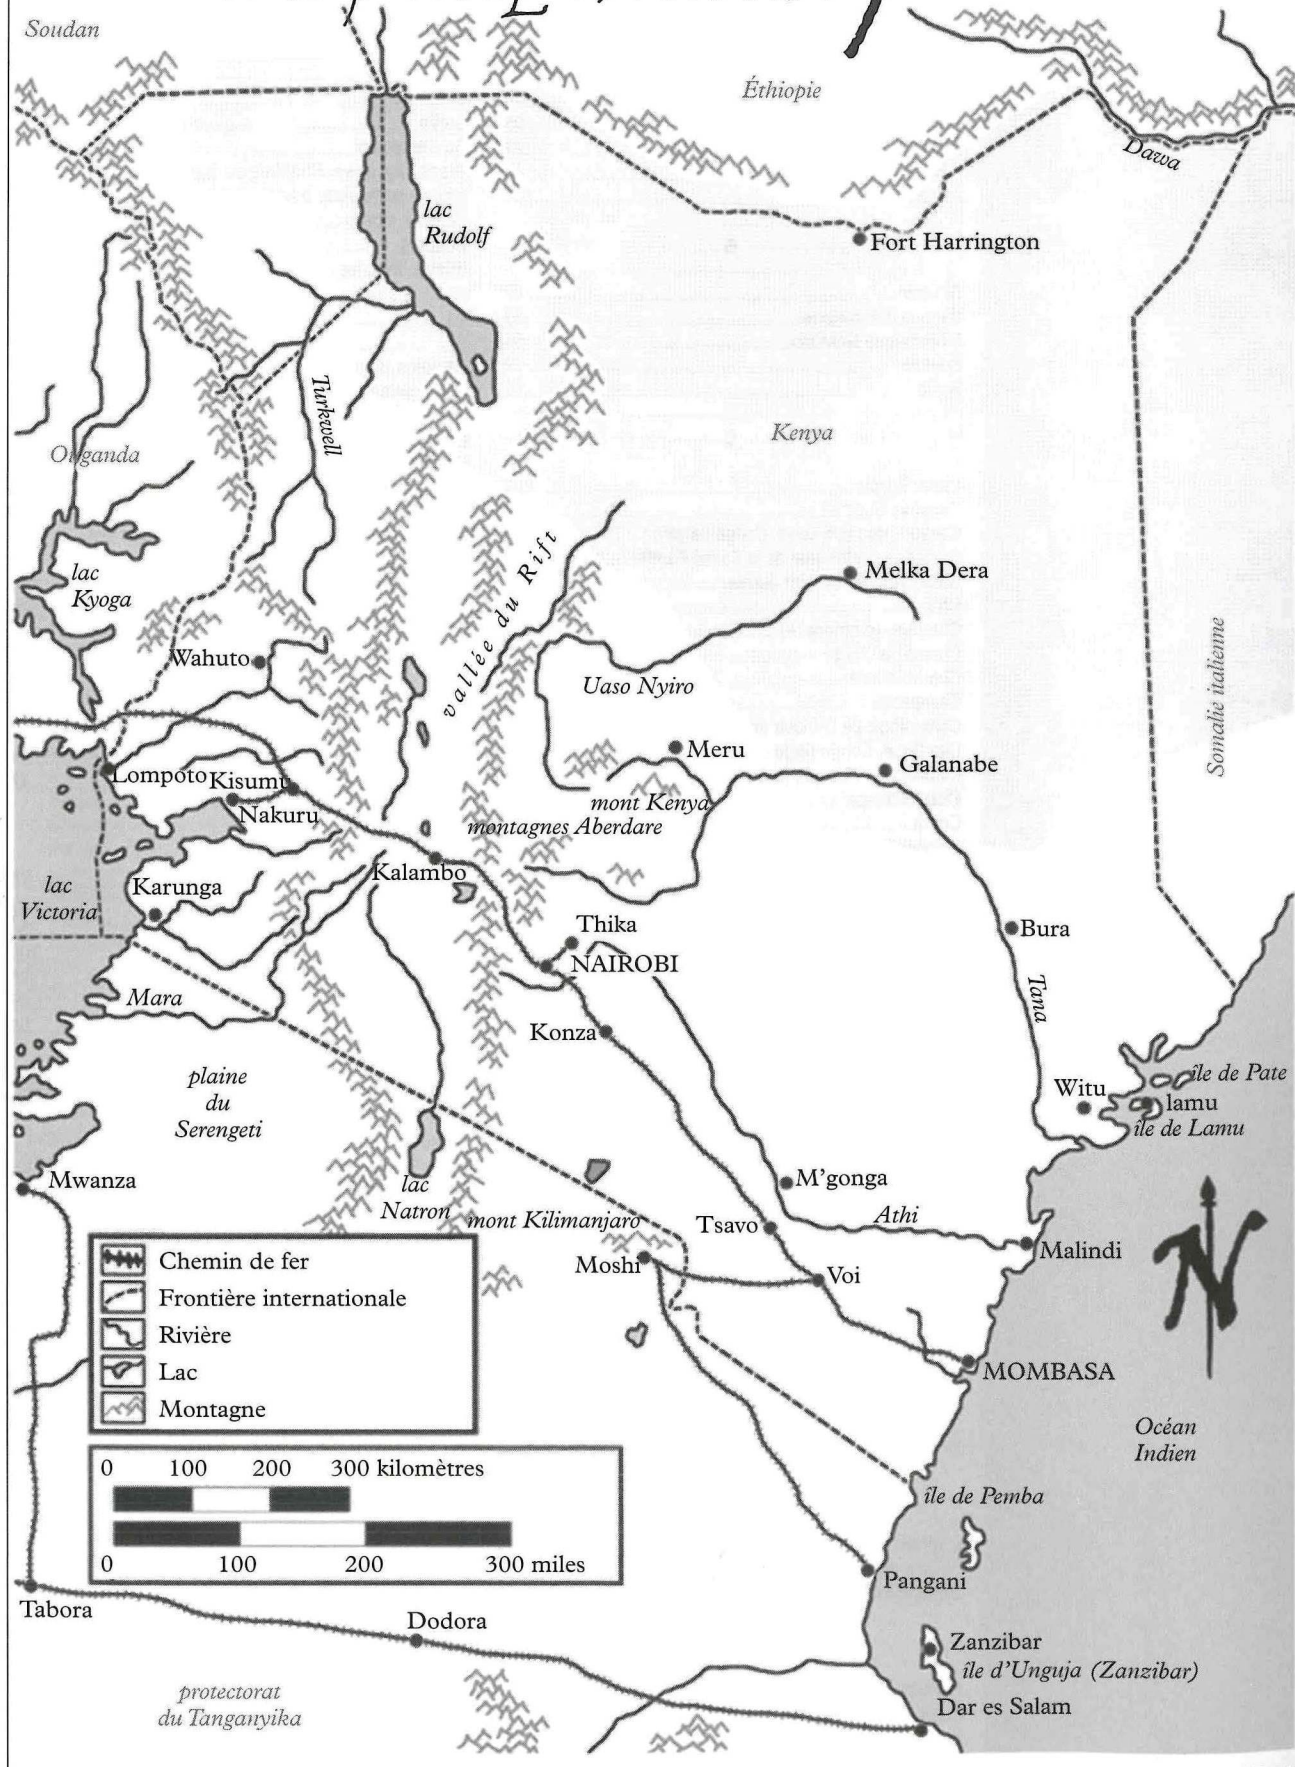 Soudan
Éthiopie
Dawa
lac
Rudolf
Fort Harrington
Turkwell
Kenya
Ouganda
lac
Kyoga
vallée du Rift
Melka Dera
Somalie italienne
Wahuto
Uaso Nyiro
Meru
Galanabe
Lompoto
Kisumu
Nakuru
mont Kenya
montagnes Aberdare
Kalambo
lac
Victoria
Karunga
Thika
NAIROBI
Bura
Tana
Mara
Konza
plaine
du
Serengeti
Witu
île de Pate
lamu
île de Lamu
Mwanza
lac
Natron
M'gonga
mont Kilimanjaro
Tsavo
Athi
Malindi
Moshi
Voi
N
MOMBASA
Chemin de fer
Frontière internationale
Rivière
Lac
Montagne
Océan
Indien
0 100 200 300 kilomètres
0 100 200 300 miles
île de Pemba
Pangani
Tabora
Dodora
Zanzibar
île d'Unguja (Zanzibar)
Dar es Salam
protectorat
du Tanganyika